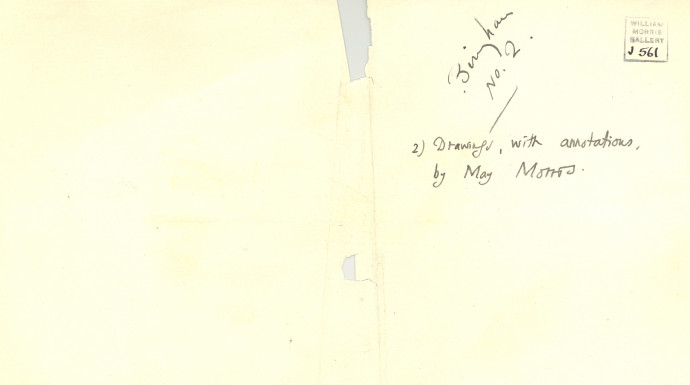 Bingham
No. 2.
WILLIAM
MORRIS
GALLERY
J 561
2) Drawings, with annotations,
by May Morris.